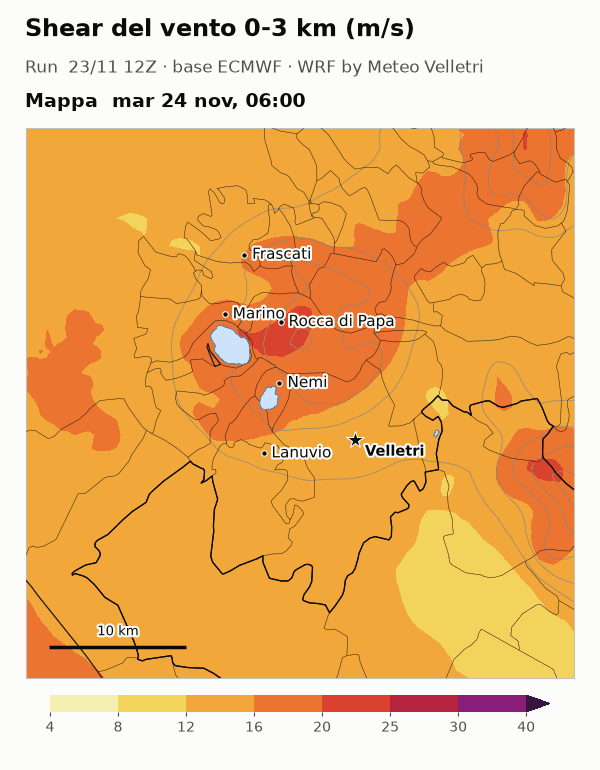 Shear del vento 0-3 km (m/s)
Run 23/11 12Z · base ECMWF · WRF by Meteo Velletri
Mappa mar 24 nov, 06:00
Frascati
Marino
Rocca di Papa
Nemi
Velletri
Lanuvio
10 km
4 8 12 16 20 25 30 40